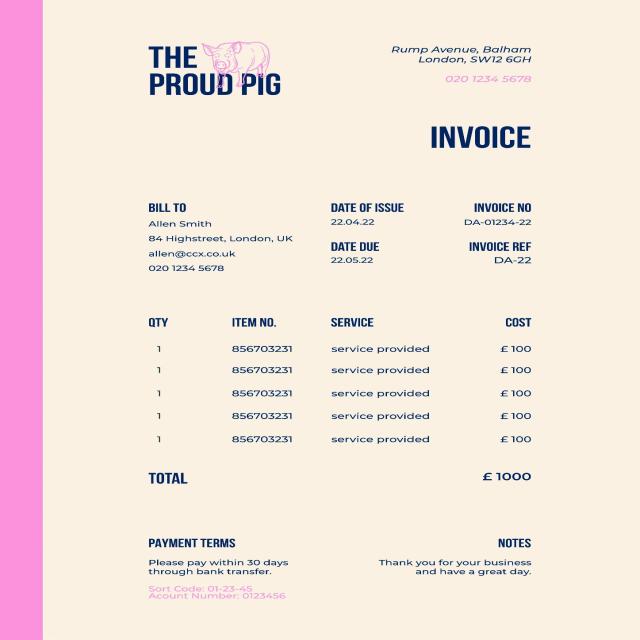 THE
PROUD PIG
Rump Avenue, Balham
London, SW12 6GH
020 1234 5678
INVOICE
BILL TO
Allen Smith
84 Highstreet, London, UK
allen@ccx.co.uk
020 1234 5678
DATE OF ISSUE
22.04.22
DATE DUE
22.05.22
INVOICE NO
DA-01234-22
INVOICE REF
DA-22
QTY ITEM NO. SERVICE COST
1 856703231 service provided £ 100
1 856703231 service provided £ 100
1 856703231 service provided £ 100
1 856703231 service provided £ 100
1 856703231 service provided £ 100
TOTAL £ 1000
PAYMENT TERMS
Please pay within 30 days
through bank transfer.
Sort Code: 01-23-45
Acount Number: 0123456
NOTES
Thank you for your business
and have a great day.